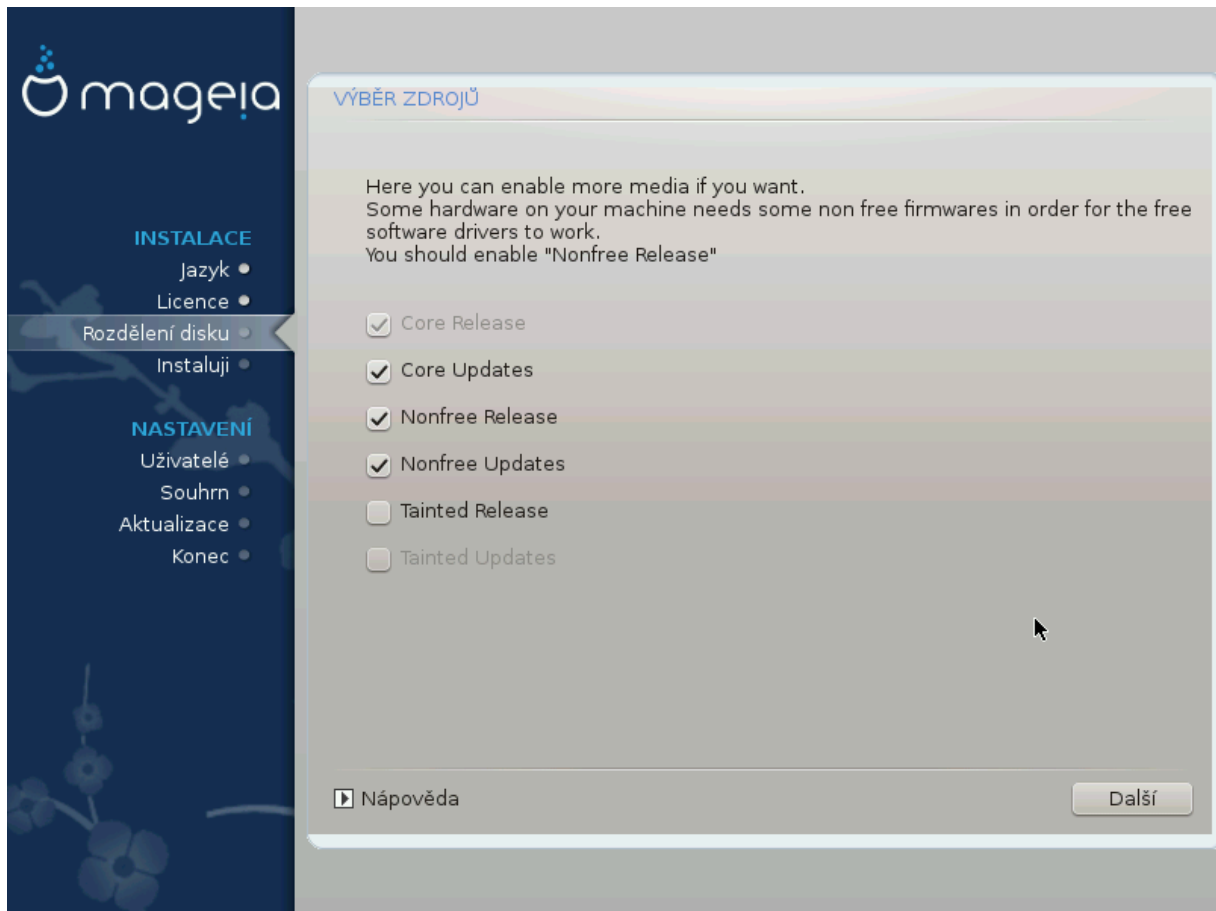 mageia
INSTALACE
Jazyk
Licence
Rozdělení disku
Instaluji
NASTAVENÍ
Uživatelé
Souhrn
Aktualizace
Konec
VÝBĚR ZDROJŮ
Here you can enable more media if you want.
Some hardware on your machine needs some non free firmwares in order for the free
software drivers to work.
You should enable "Nonfree Release"
Core Release
Core Updates
Nonfree Release
Nonfree Updates
Tainted Release
Tainted Updates
Nápověda
Další